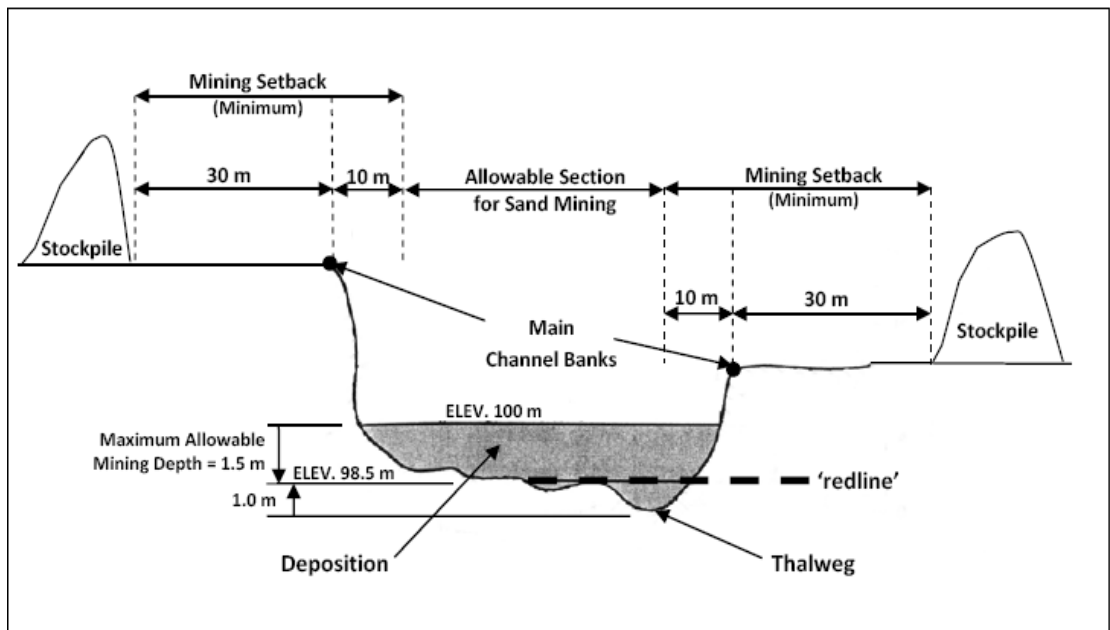 Mining Setback
(Minimum)
30 m
10 m
Allowable Section
for Sand Mining
Mining Setback
(Minimum)
Stockpile
10 m
30 m
Main
Channel Banks
Stockpile
ELEV. 100 m
Maximum Allowable
Mining Depth = 1.5 m
ELEV. 98.5 m
'redline'
1.0 m
Deposition
Thalweg